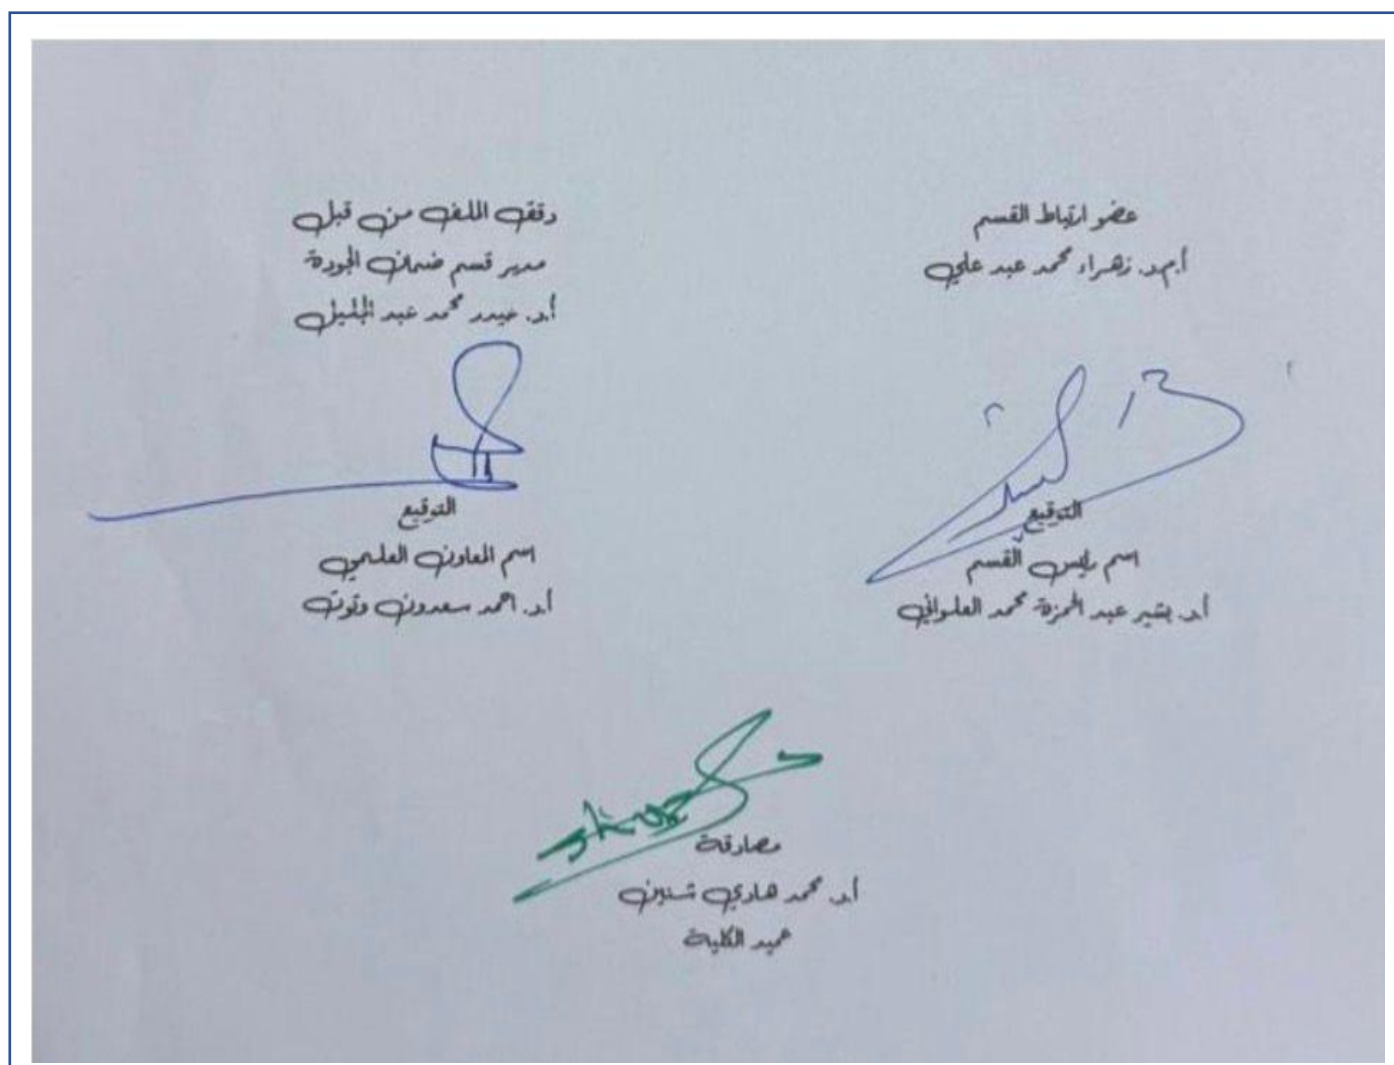 عضو ارتباط القسم
أ.م.د. زهراء محمد عبد علي
دقق الملف من قبل
مدير قسم ضمان الجودة
أ.د. حيدر محمد عبد الجليل
التوقيع
اسم رئيس القسم
أ.د. بشير عبد الحمزة محمد العلواني
التوقيع
اسم المعاون العلمي
أ.د. احمد سعدون وتوت
مصادقة
أ.د. محمد هادي شنين
عميد الكلية